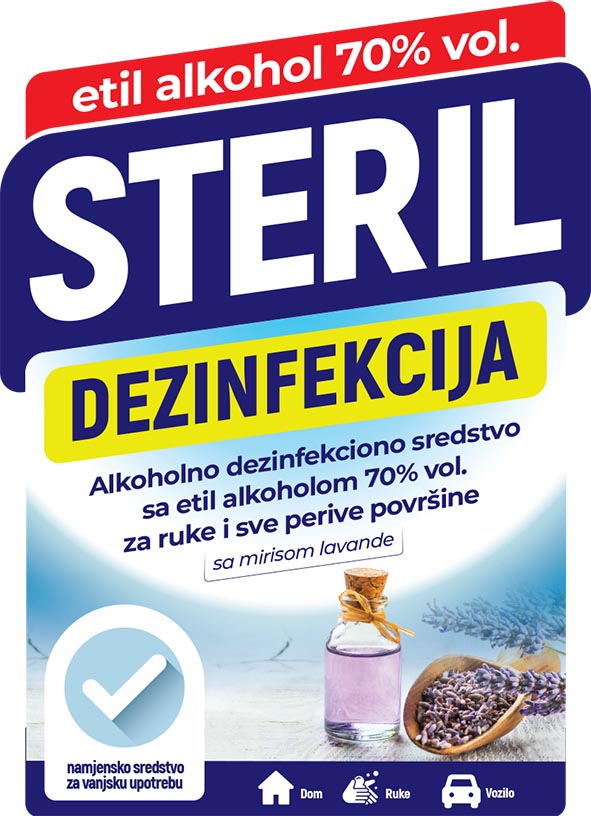 etil alkohol 70% vol.
STERIL
DEZINFEKCIJA
Alkoholno dezinfekciono sredstvo
sa etil alkoholom 70% vol.
za ruke i sve perive površine
sa mirisom lavande
namjensko sredstvo
za vanjsku upotrebu
Dom
Ruke
Vozilo